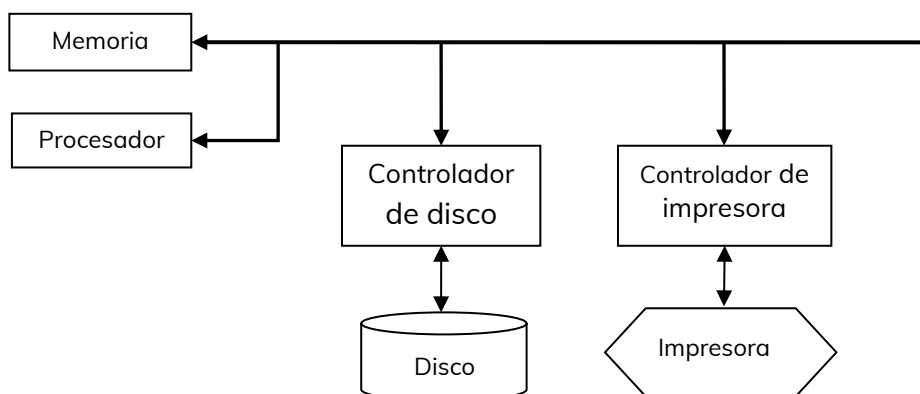 Memoria
Procesador
Controlador
de disco
Controlador de
impresora
Disco
Impresora